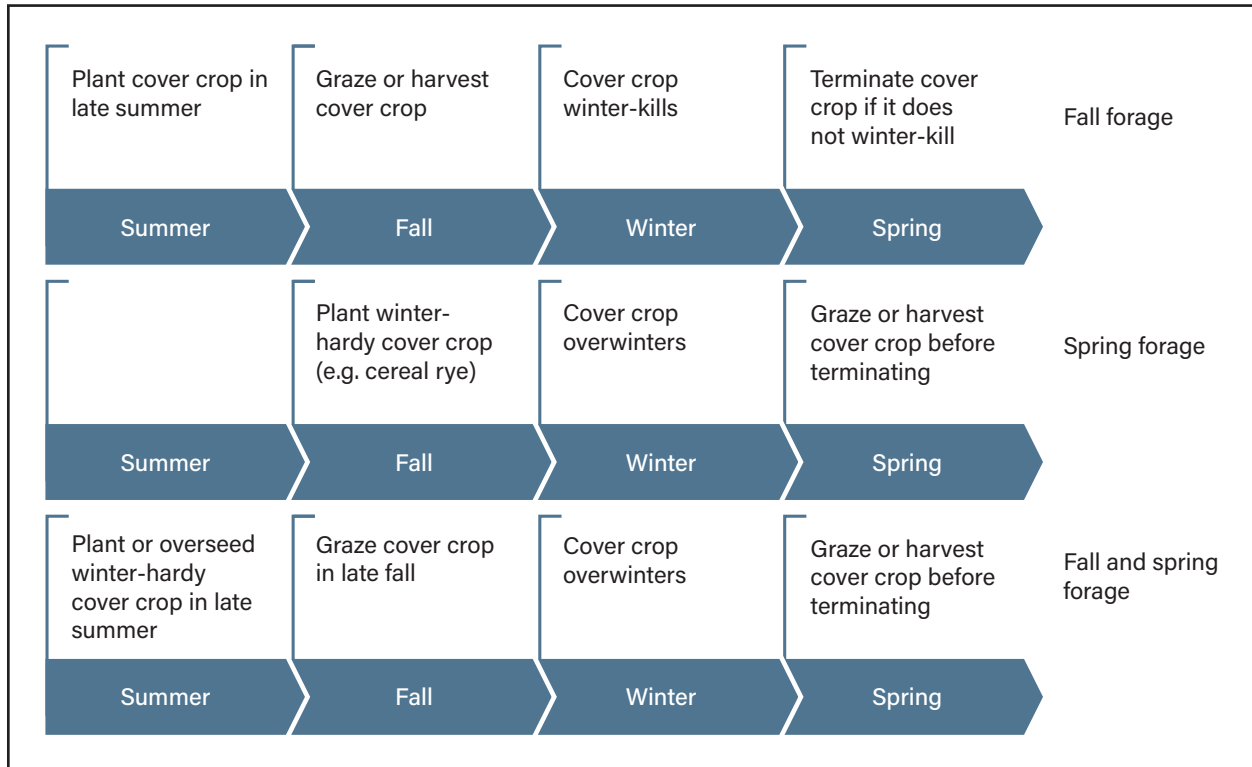 Plant cover crop in
late summer
Graze or harvest
cover crop
Cover crop
winter-kills
Terminate cover
crop if it does
not winter-kill
Fall forage
Summer
Fall
Winter
Spring
Plant winter-
hardy cover crop
(e.g. cereal rye)
Cover crop
overwinters
Graze or harvest
cover crop before
terminating
Spring forage
Summer
Fall
Winter
Spring
Plant or overseed
winter-hardy
cover crop in late
summer
Graze cover crop
in late fall
Cover crop
overwinters
Graze or harvest
cover crop before
terminating
Fall and spring
forage
Summer
Fall
Winter
Spring